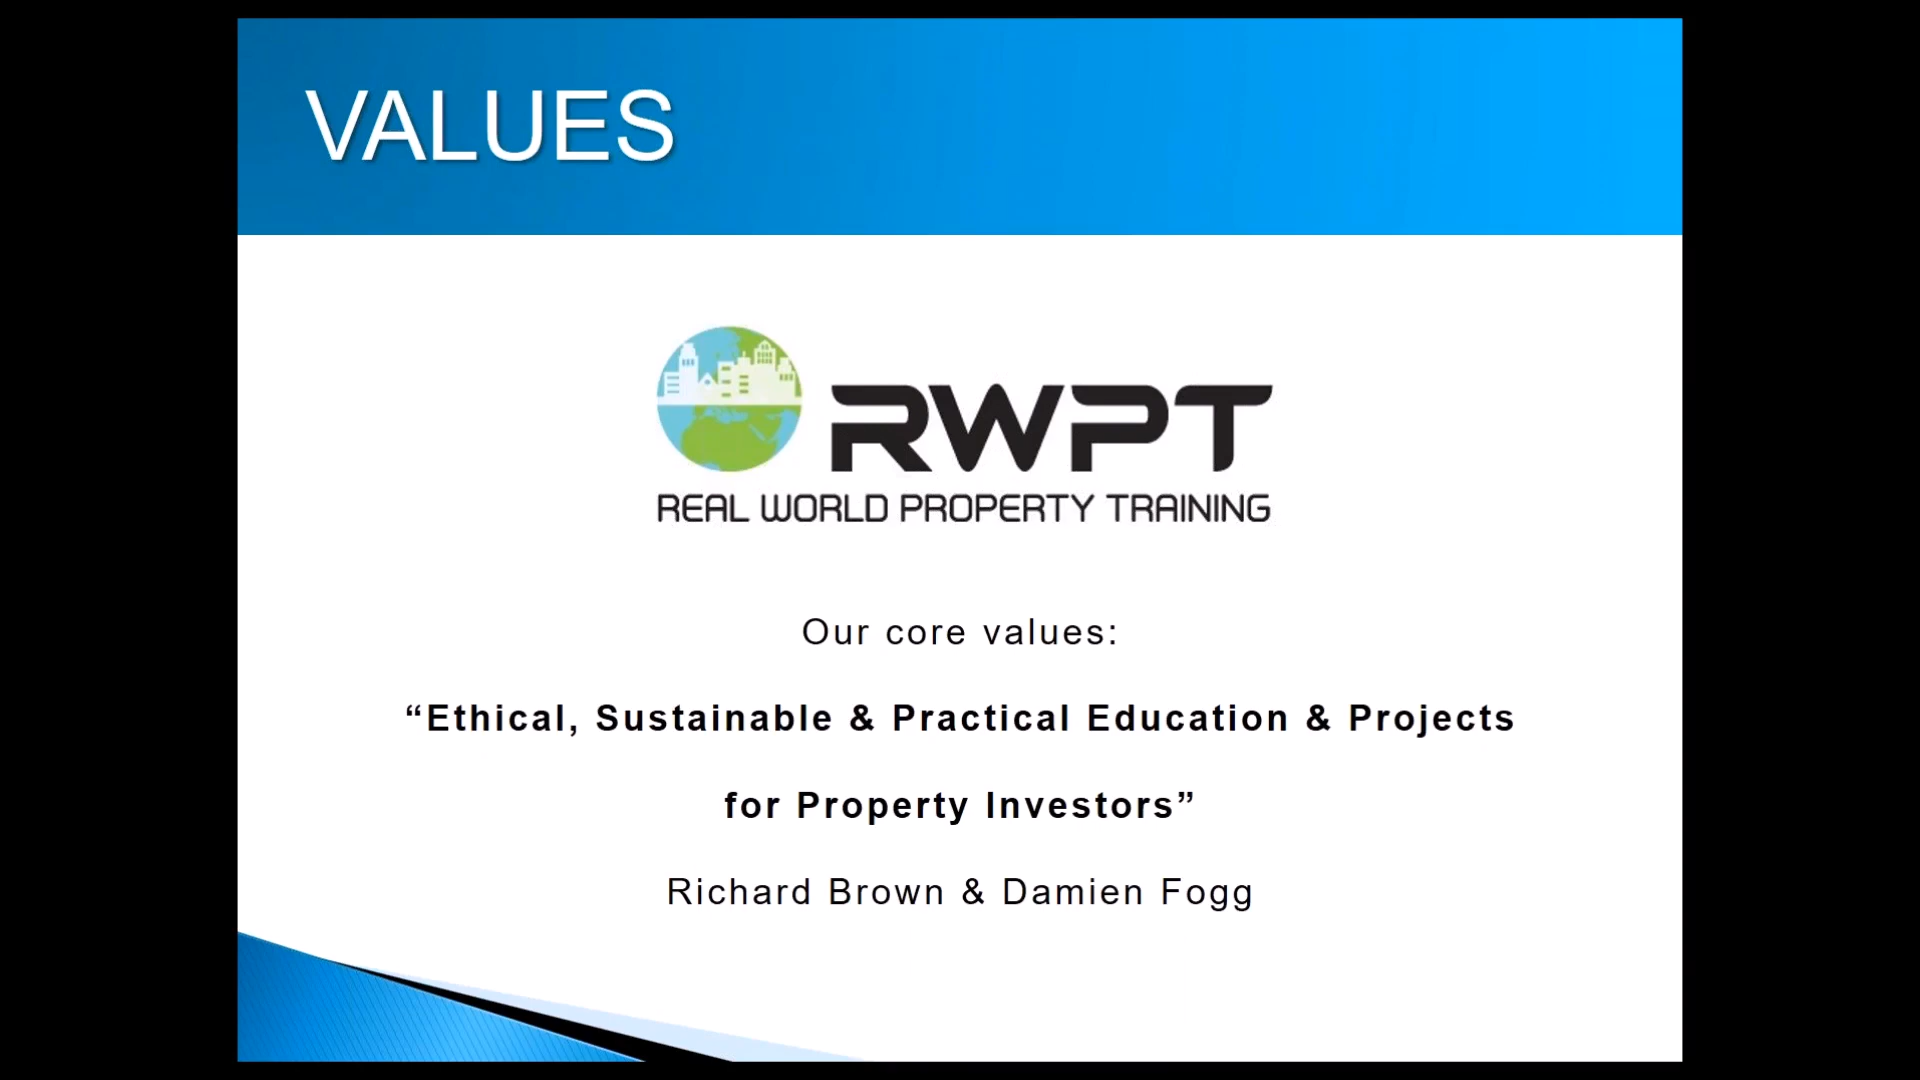 VALUES
RWPT
REAL WORLD PROPERTY TRAINING
Our core values:
“Ethical, Sustainable & Practical Education & Projects
for Property Investors”
Richard Brown & Damien Fogg